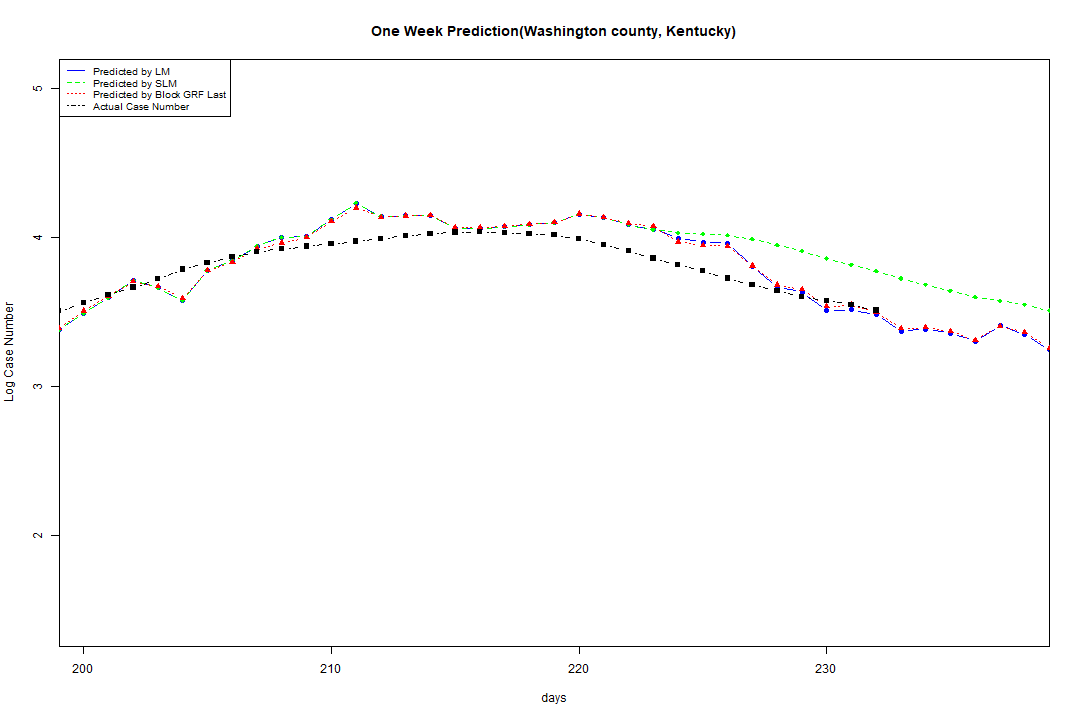 One Week Prediction(Washington county, Kentucky)
Predicted by LM
Predicted by SLM
Predicted by Block GRF Last
Actual Case Number
5
4
3
2
Log Case Number
200 210 220 230
days